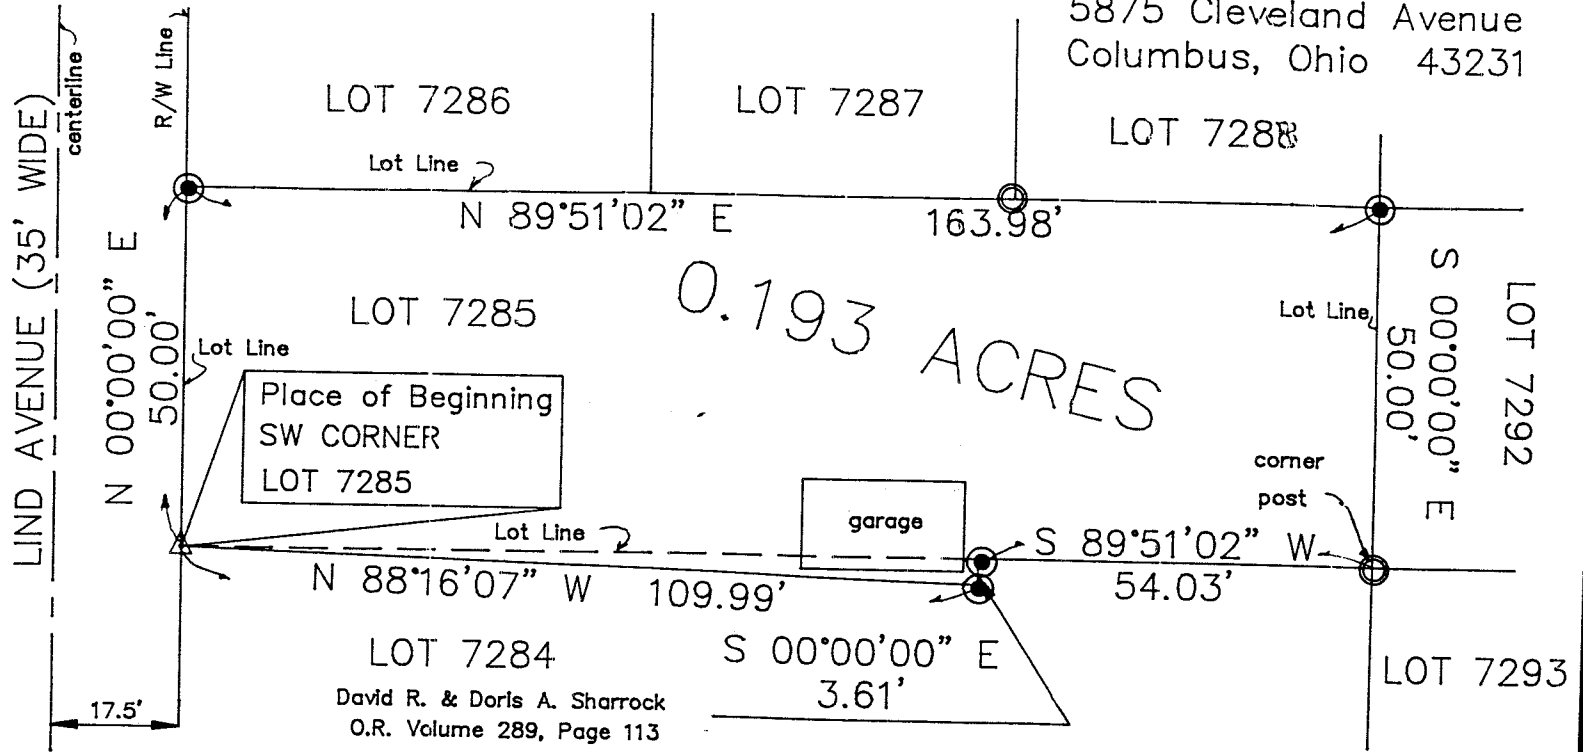 5875 Cleveland Avenue
Columbus, Ohio 43231
LIND AVENUE (35' WIDE)
centerline
R/W Line
LOT 7286
LOT 7287
LOT 7288
Lot Line
N 89°51'02" E 163.98'
N 00°00'00" E
50.00'
Lot Line
LOT 7285
0.193 ACRES
Lot Line
S 00°00'00" E
50.00'
LOT 7292
Place of Beginning
SW CORNER
LOT 7285
garage
corner
post
Lot Line
S 89°51'02" W
54.03'
N 88°16'07" W 109.99'
S 00°00'00" E
3.61'
LOT 7284
David R. & Doris A. Sharrock
O.R. Volume 289, Page 113
LOT 7293
17.5'